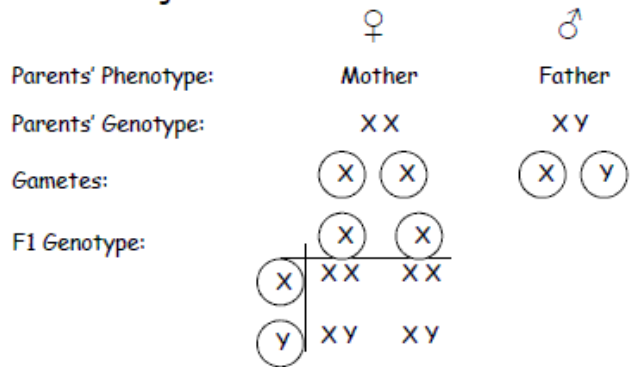 ♀ ♂
Parents' Phenotype: Mother Father
Parents' Genotype: X X X Y
Gametes: X X X Y
F1 Genotype: X X
X X X X X
Y X Y X Y